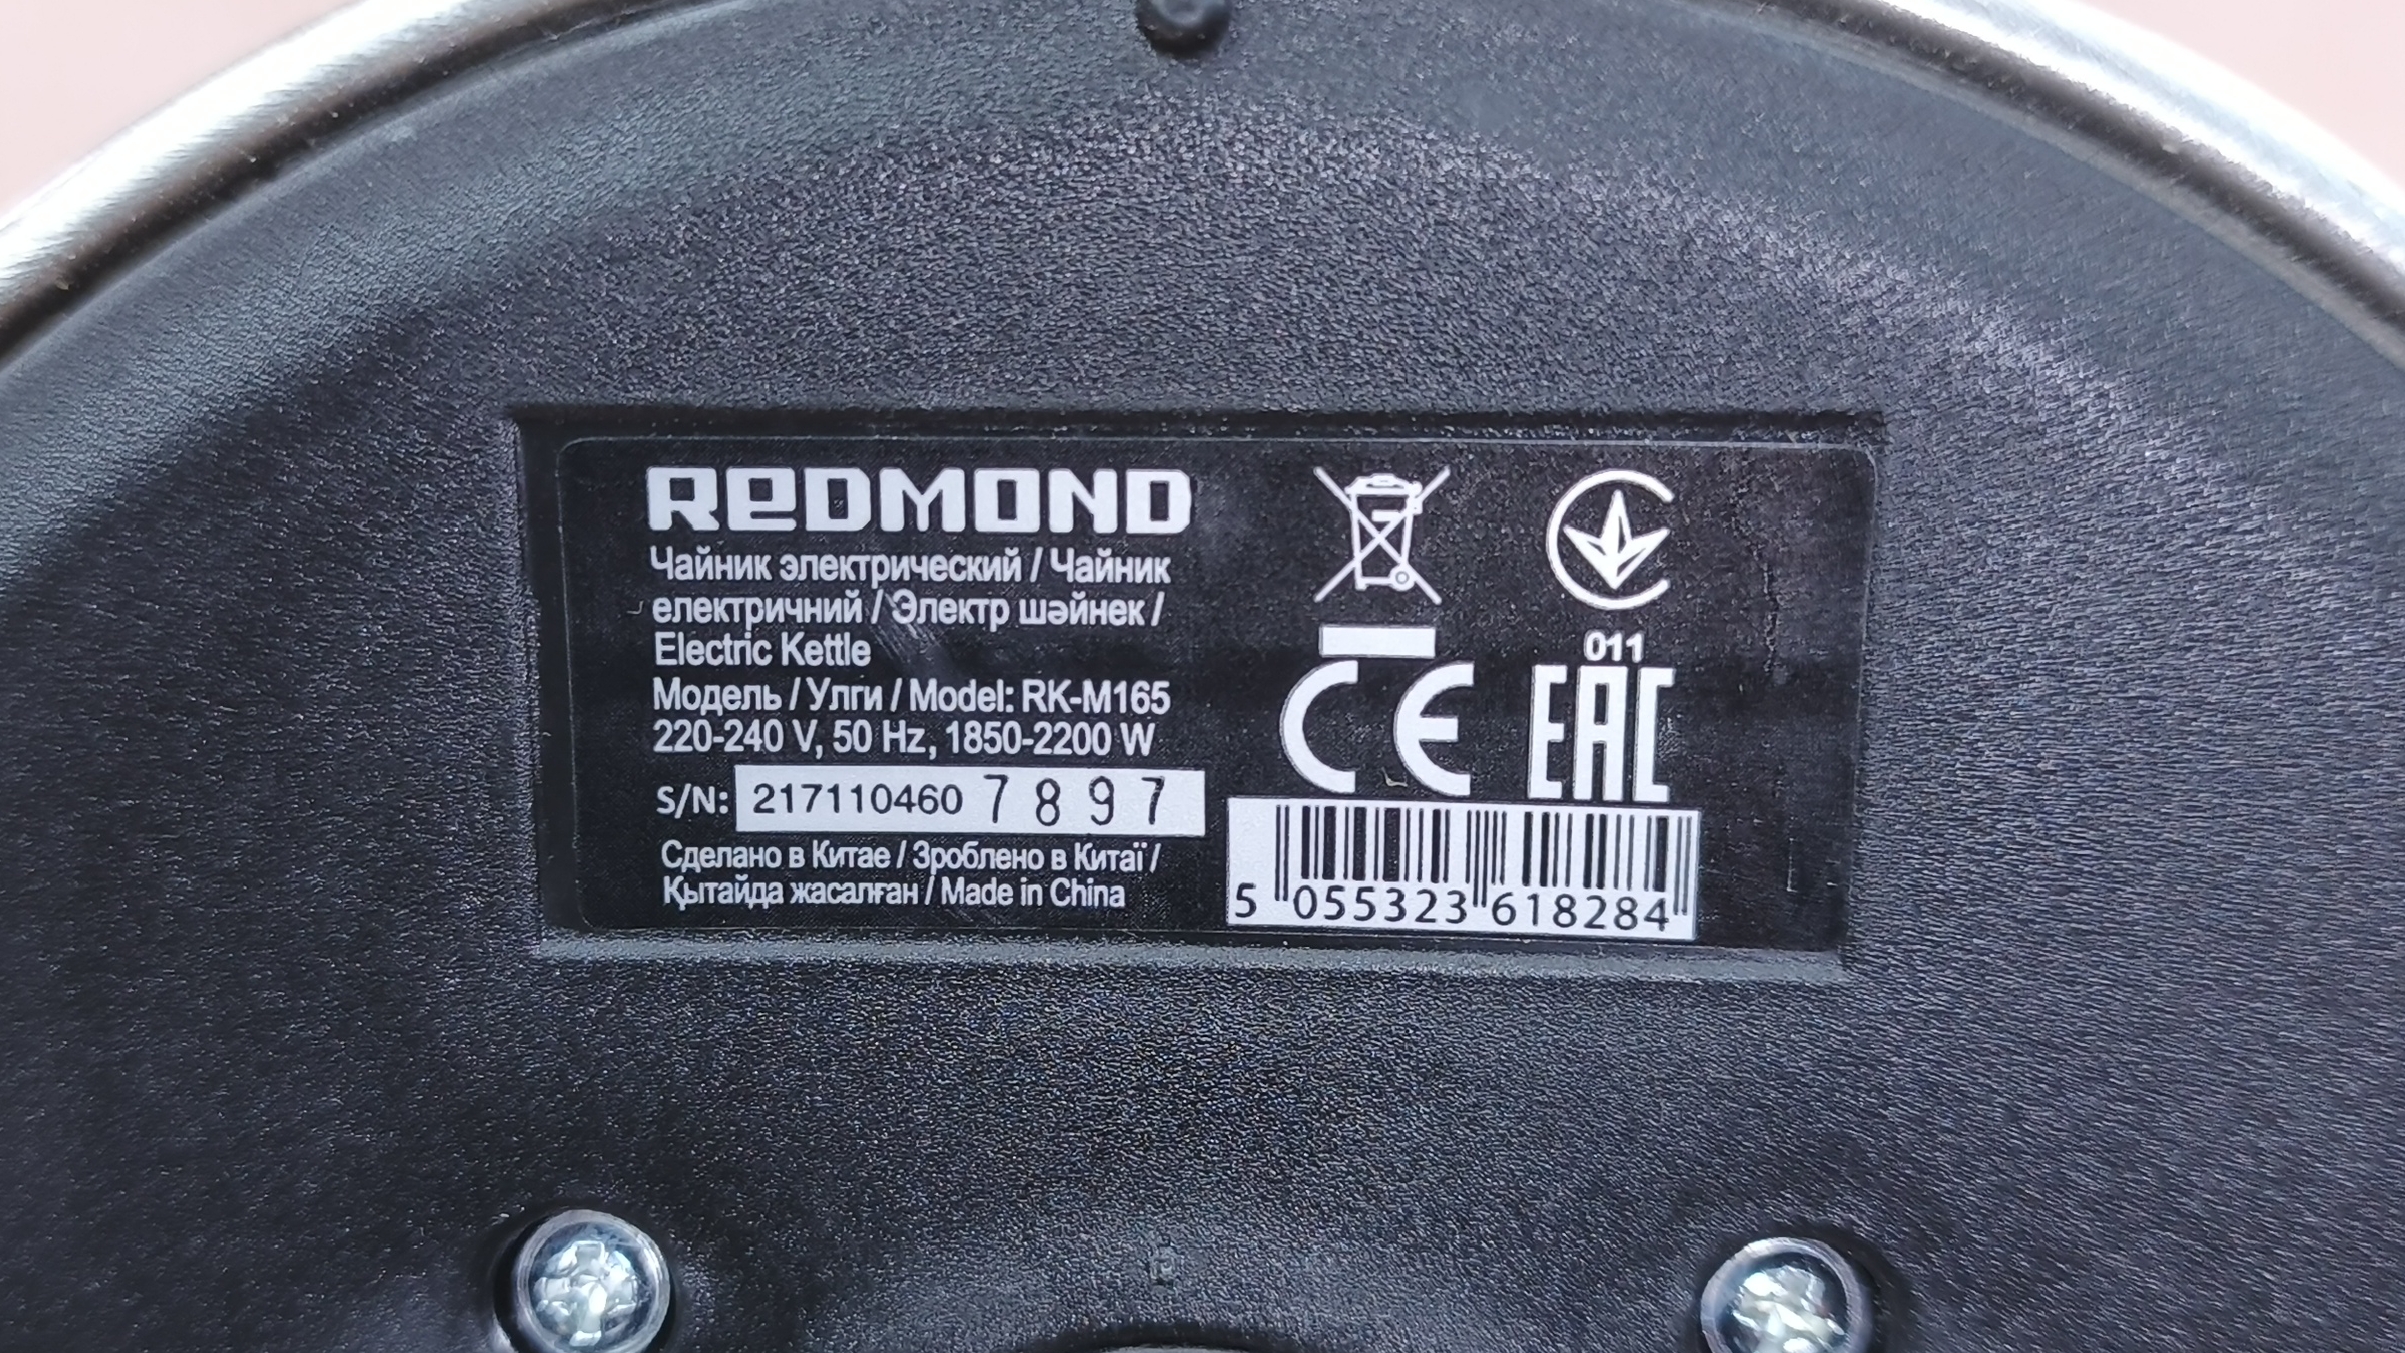 REDMOND
Чайник электрический / Чайник
електричний / Электр шәйнек /
Electric Kettle
Модель / Улги / Model: RK-M165
220-240 V, 50 Hz, 1850-2200 W
S/N: 217110460 7897
Сделано в Китае / Зроблено в Китаї /
Қытайда жасалған / Made in China
011
CE EAC
5 055323 618284